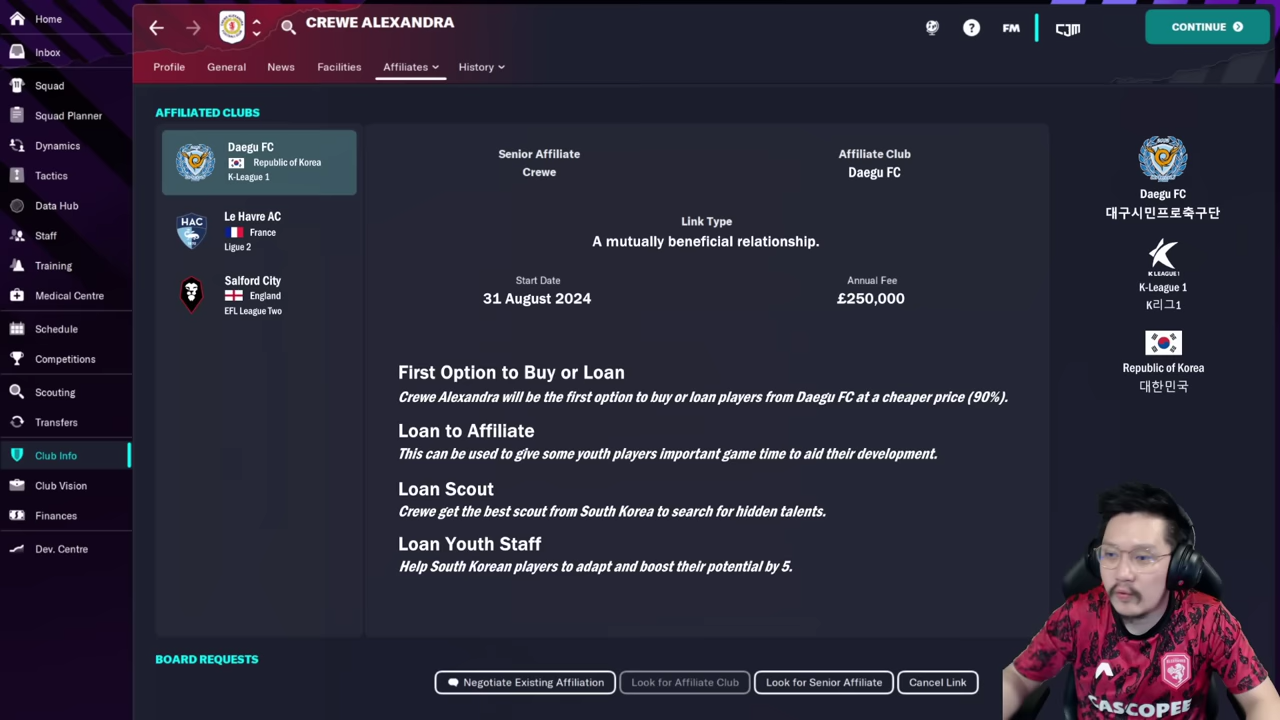 Home
Inbox
Squad
Squad Planner
Dynamics
Tactics
Data Hub
Staff
Training
Medical Centre
Schedule
Competitions
Scouting
Transfers
Club Info
Club Vision
Finances
Dev. Centre
CREWE ALEXANDRA
FM
CJM
CONTINUE
Profile
General
News
Facilities
Affiliates
History
AFFILIATED CLUBS
Daegu FC
Republic of Korea
K-League 1
HAC
Le Havre AC
France
Ligue 2
Salford City
England
EFL League Two
Senior Affiliate
Crewe
Affiliate Club
Daegu FC
Link Type
A mutually beneficial relationship.
Start Date
31 August 2024
Annual Fee
£250,000
First Option to Buy or Loan
Crewe Alexandra will be the first option to buy or loan players from Daegu FC at a cheaper price (90%).
Loan to Affiliate
This can be used to give some youth players important game time to aid their development.
Loan Scout
Crewe get the best scout from South Korea to search for hidden talents.
Loan Youth Staff
Help South Korean players to adapt and boost their potential by 5.
Daegu FC
대구시민프로축구단
K LEAGUE 1
K-League 1
K리그1
Republic of Korea
대한민국
BOARD REQUESTS
Negotiate Existing Affiliation
Look for Affiliate Club
Look for Senior Affiliate
Cancel Link